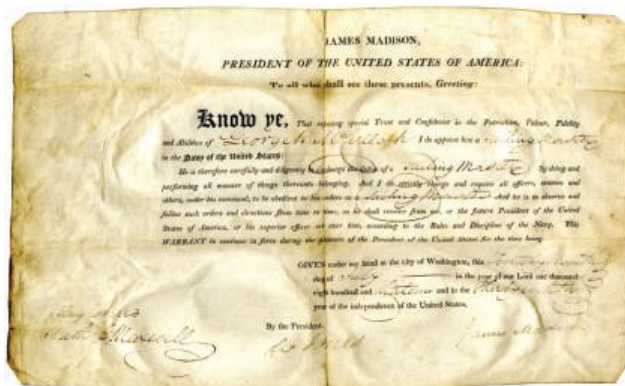 JAMES MADISON,
PRESIDENT OF THE UNITED STATES OF AMERICA:
To all who shall see these presents, Greeting:
Know ye, That reposing special Trust and Confidence in the Patriotism, Valour, Fidelity
and Abilities of I do appoint him a Sailing Master
in the Navy of the United States:
He is therefore carefully and diligently to discharge the duties of a Sailing Master By doing and
performing all manner of things thereunto belonging. And I do strictly charge and require all officers, seamen and
others, under his command, to be obedient to his orders as a Sailing Master And he is to observe and
follow such orders and directions from time to time, as he shall receive from me, or the future President of the United
States of America, or his superior officer set over him, according to the Rules and Discipline of the Navy. This
WARRANT to continue in force during the pleasure of the President of the United States for the time being.
GIVEN under my hand at the city of Washington, this
day of July in the year of our Lord one thousand
eight hundred and and in the
year of the independence of the United States.
By the President.
James Madison